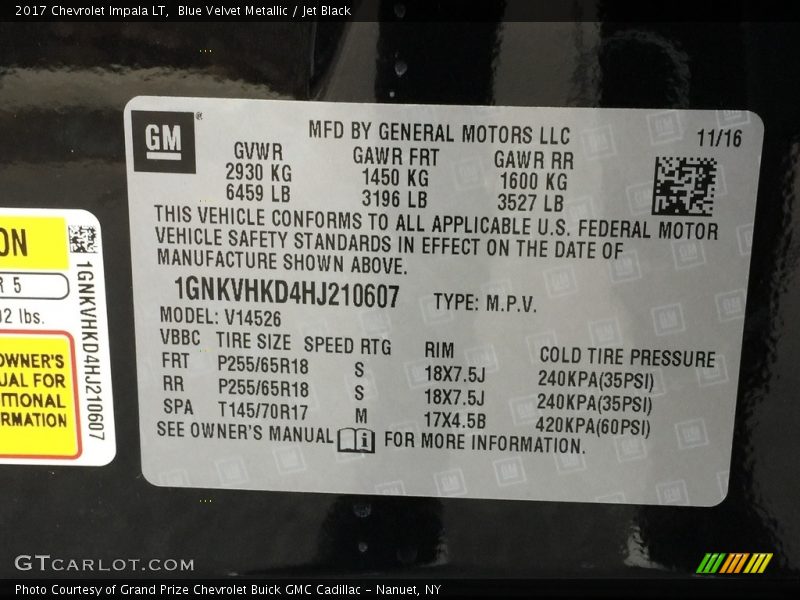 2017 Chevrolet Impala LT, Blue Velvet Metallic / Jet Black
GM®
MFD BY GENERAL MOTORS LLC
11/16
GVWR GAWR FRT GAWR RR
2930 KG 1450 KG 1600 KG
6459 LB 3196 LB 3527 LB
THIS VEHICLE CONFORMS TO ALL APPLICABLE U.S. FEDERAL MOTOR
VEHICLE SAFETY STANDARDS IN EFFECT ON THE DATE OF
MANUFACTURE SHOWN ABOVE.
1GNKVHKD4HJ210607 TYPE: M.P.V.
MODEL: V14526
VBBC TIRE SIZE SPEED RTG RIM COLD TIRE PRESSURE
FRT P255/65R18 S 18X7.5J 240KPA(35PSI)
RR P255/65R18 S 18X7.5J 240KPA(35PSI)
SPA T145/70R17 M 17X4.5B 420KPA(60PSI)
SEE OWNER'S MANUAL i FOR MORE INFORMATION.
ON
R 5
02 lbs.
OWNER'S
UAL FOR
ITIONAL
RMATION
1GNKVHKD4HJ210607
GTCARLOT.COM
Photo Courtesy of Grand Prize Chevrolet Buick GMC Cadillac - Nanuet, NY